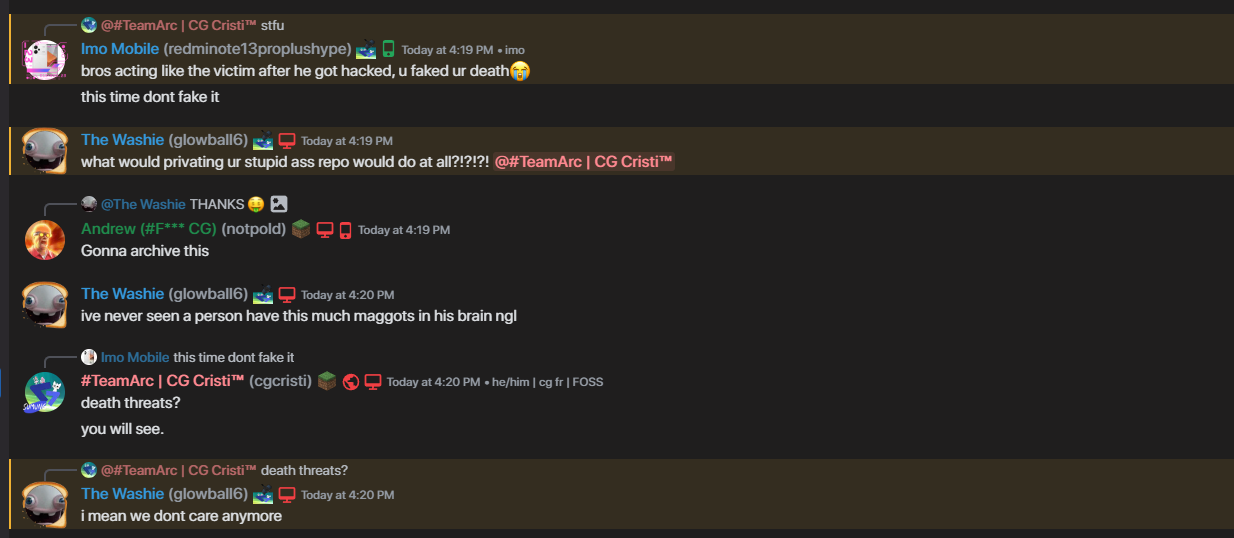 @#TeamArc | CG Cristi™ stfu
Imo Mobile (redminote13proplushype) Today at 4:19 PM • imo
bros acting like the victim after he got hacked, u faked ur death😭
this time dont fake it
The Washie (glowball6) Today at 4:19 PM
what would privating ur stupid ass repo would do at all?!?!?! @#TeamArc | CG Cristi™
@The Washie THANKS 🤑
Andrew (#F*** CG) (notpold) Today at 4:19 PM
Gonna archive this
The Washie (glowball6) Today at 4:20 PM
ive never seen a person have this much maggots in his brain ngl
Imo Mobile this time dont fake it
#TeamArc | CG Cristi™ (cgcristi) Today at 4:20 PM • he/him | cg fr | FOSS
death threats?
you will see.
@#TeamArc | CG Cristi™ death threats?
The Washie (glowball6) Today at 4:20 PM
i mean we dont care anymore